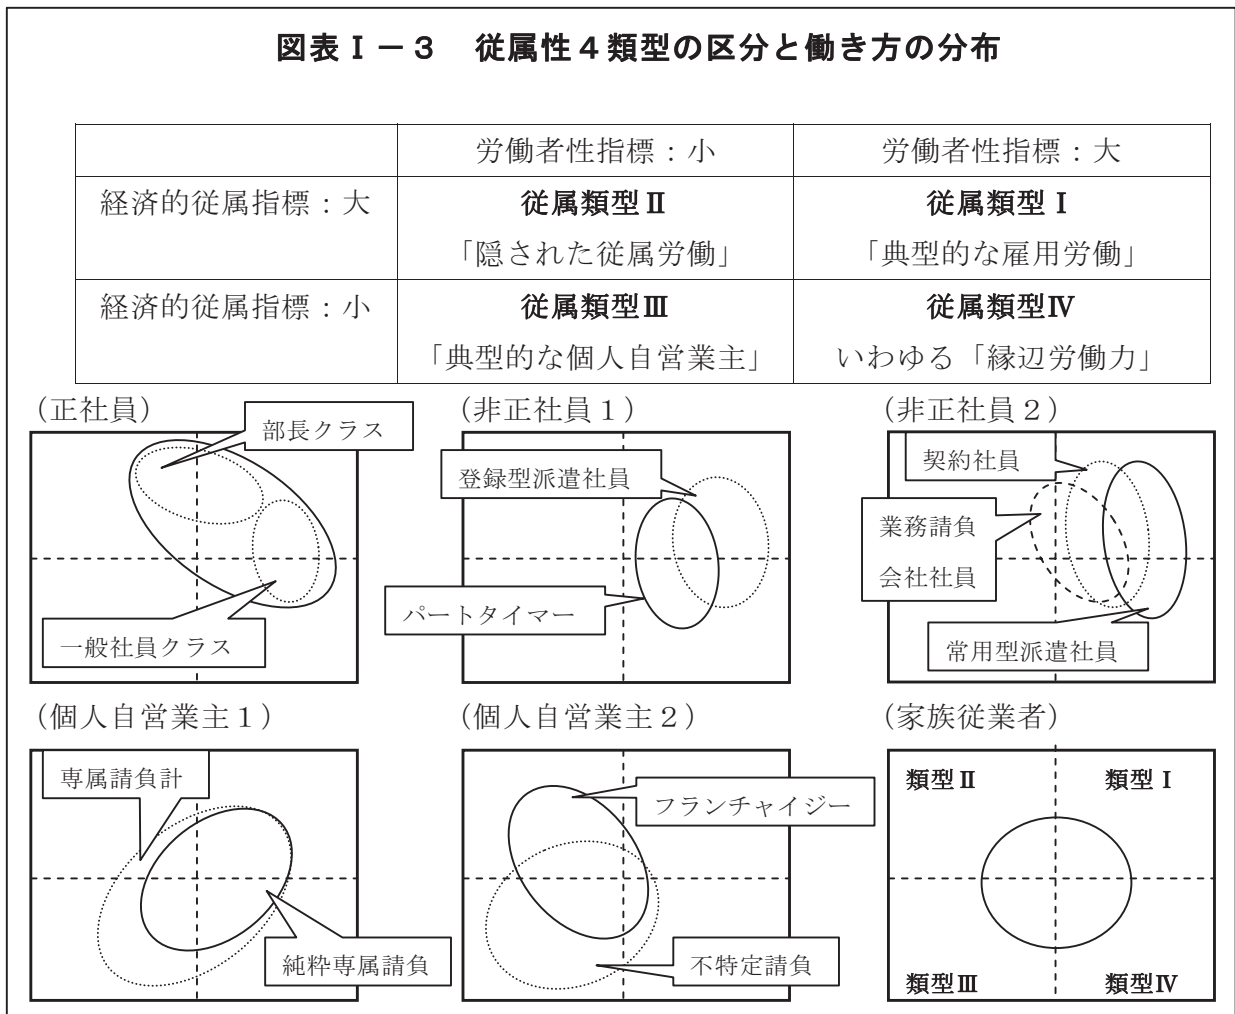 図表Ⅰ－３　従属性４類型の区分と働き方の分布
労働者性指標：小
労働者性指標：大
経済的従属指標：大
従属類型Ⅱ
「隠された従属労働」
従属類型Ⅰ
「典型的な雇用労働」
経済的従属指標：小
従属類型Ⅲ
「典型的な個人自営業主」
従属類型Ⅳ
いわゆる「縁辺労働力」
（正社員）
部長クラス
一般社員クラス
（非正社員１）
登録型派遣社員
パートタイマー
（非正社員２）
契約社員
業務請負
会社社員
常用型派遣社員
（個人自営業主１）
専属請負計
純粋専属請負
（個人自営業主２）
フランチャイジー
不特定請負
（家族従業者）
類型Ⅱ
類型Ⅰ
類型Ⅲ
類型Ⅳ